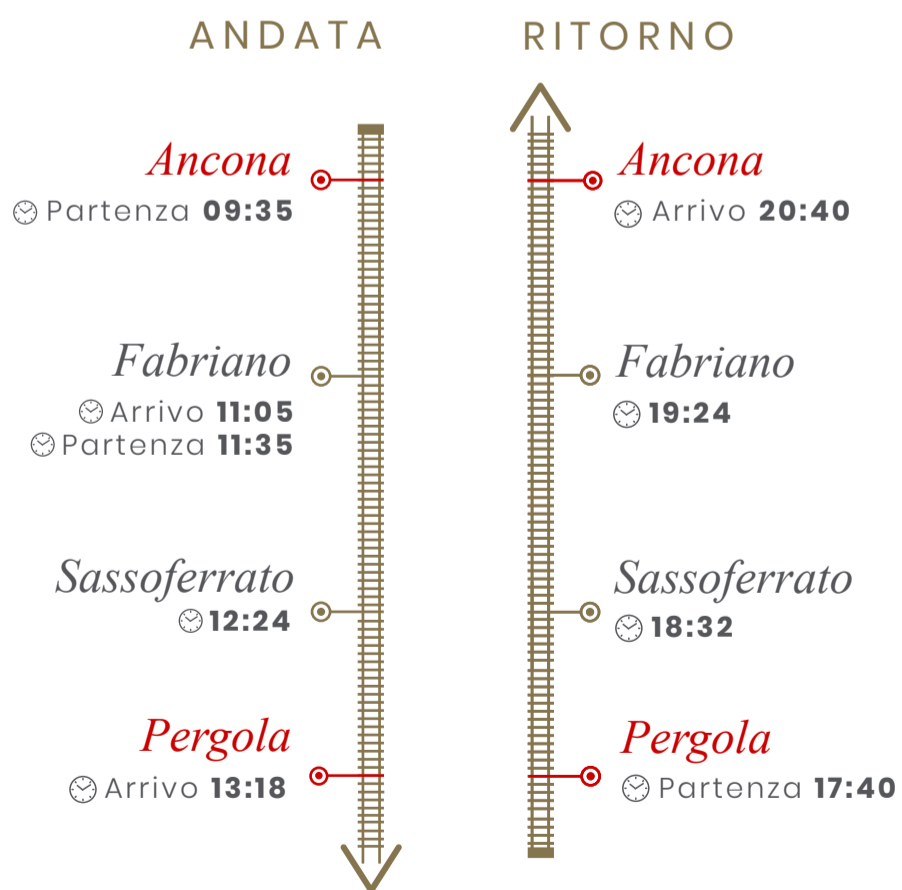 ANDATA
Ancona
Partenza 09:35
Fabriano
Arrivo 11:05
Partenza 11:35
Sassoferrato
12:24
Pergola
Arrivo 13:18
RITORNO
Ancona
Arrivo 20:40
Fabriano
19:24
Sassoferrato
18:32
Pergola
Partenza 17:40